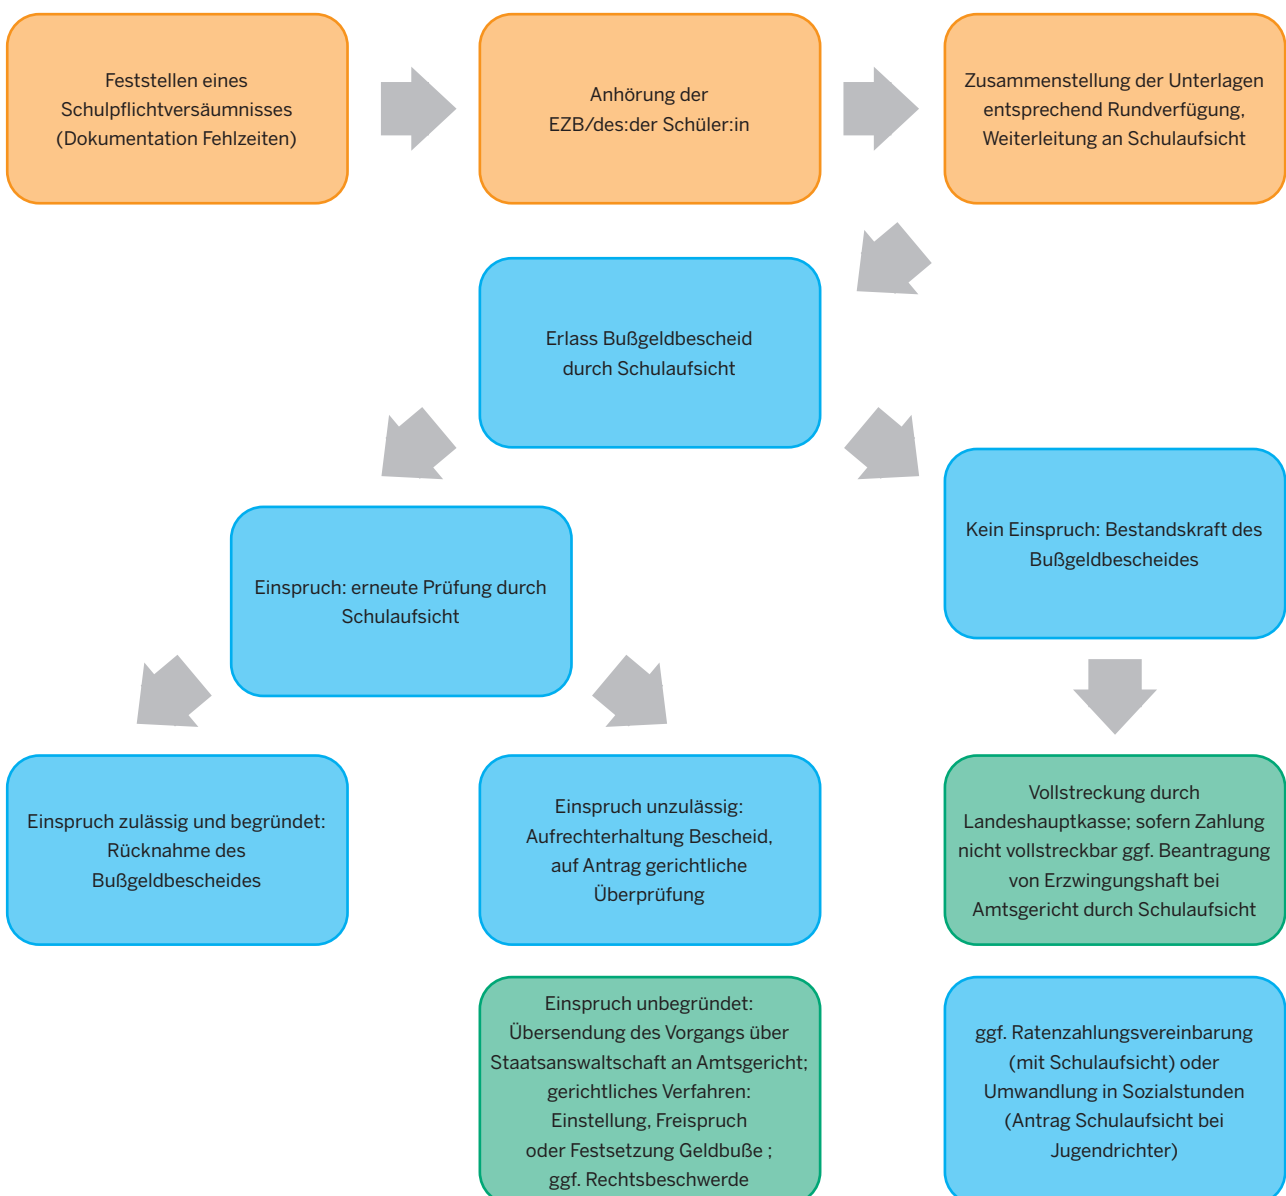 Feststellen eines
Schulpflichtversäumnisses
(Dokumentation Fehlzeiten)
Anhörung der
EZB/des:der Schüler:in
Zusammenstellung der Unterlagen
entsprechend Rundverfügung,
Weiterleitung an Schulaufsicht
Erlass Bußgeldbescheid
durch Schulaufsicht
Einspruch: erneute Prüfung durch
Schulaufsicht
Kein Einspruch: Bestandskraft des
Bußgeldbescheides
Einspruch zulässig und begründet:
Rücknahme des
Bußgeldbescheides
Einspruch unzulässig:
Aufrechterhaltung Bescheid,
auf Antrag gerichtliche
Überprüfung
Vollstreckung durch
Landeshauptkasse; sofern Zahlung
nicht vollstreckbar ggf. Beantragung
von Erzwingungshaft bei
Amtsgericht durch Schulaufsicht
Einspruch unbegründet:
Übersendung des Vorgangs über
Staatsanwaltschaft an Amtsgericht;
gerichtliches Verfahren:
Einstellung, Freispruch
oder Festsetzung Geldbuße ;
ggf. Rechtsbeschwerde
ggf. Ratenzahlungsvereinbarung
(mit Schulaufsicht) oder
Umwandlung in Sozialstunden
(Antrag Schulaufsicht bei
Jugendrichter)